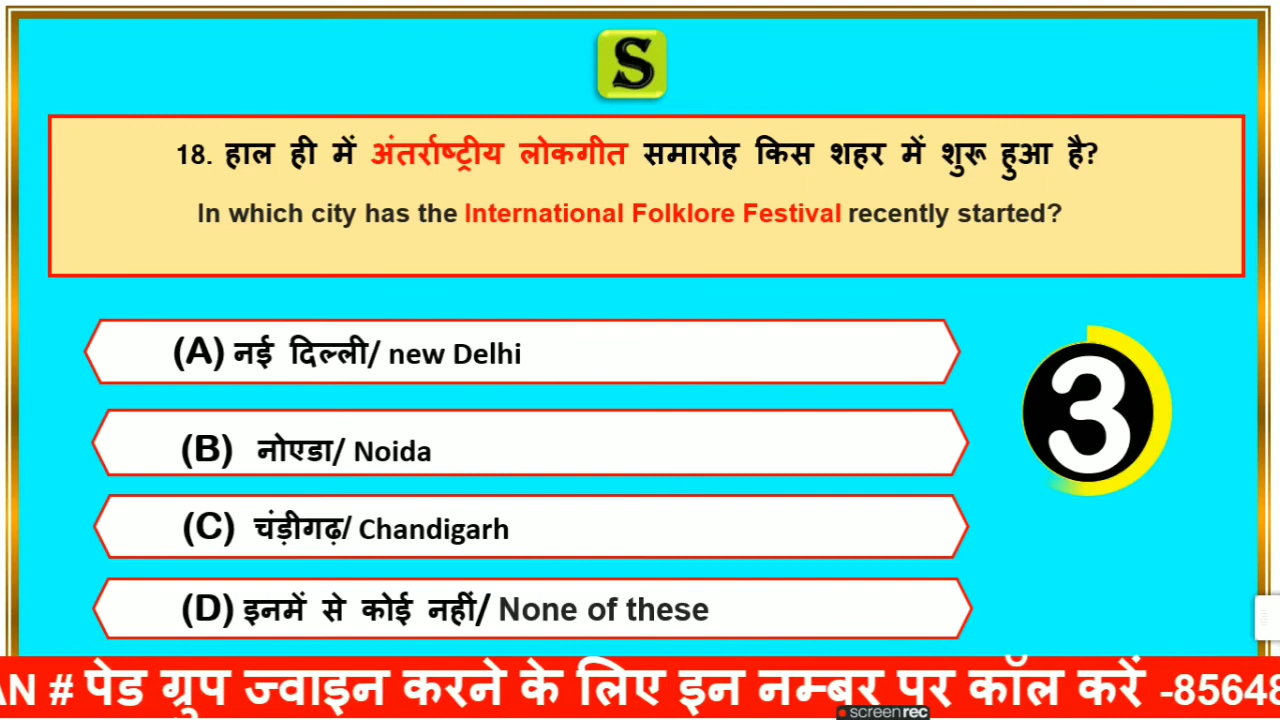 S
18. हाल ही में अंतर्राष्ट्रीय लोकगीत समारोह किस शहर में शुरू हुआ है?
In which city has the International Folklore Festival recently started?
(A) नई दिल्ली/ new Delhi
3
(B) नोएडा/ Noida
(C) चंड़ीगढ़/ Chandigarh
(D) इनमें से कोई नहीं/ None of these
AN # पेड ग्रुप ज्वाइन करने के लिए इन नम्बर पर कॉल करें -85648
screenrec